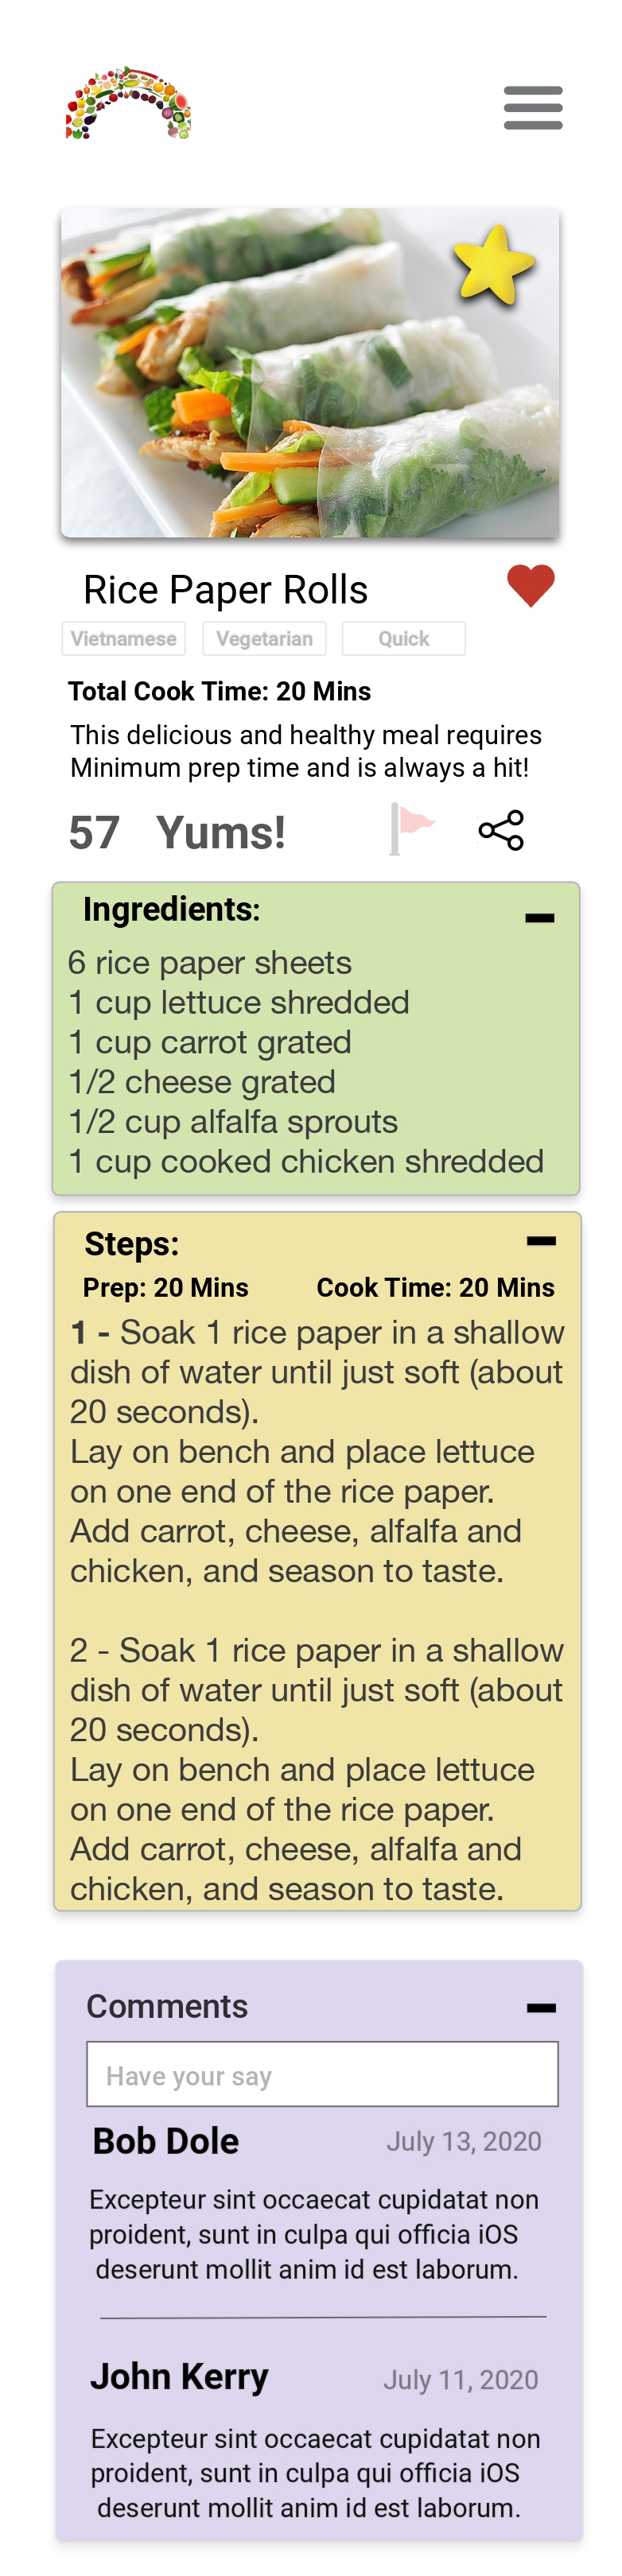 Rice Paper Rolls
Vietnamese Vegetarian Quick
Total Cook Time: 20 Mins
This delicious and healthy meal requires
Minimum prep time and is always a hit!
57 Yums!
Ingredients:
6 rice paper sheets
1 cup lettuce shredded
1 cup carrot grated
1/2 cheese grated
1/2 cup alfalfa sprouts
1 cup cooked chicken shredded
Steps:
Prep: 20 Mins Cook Time: 20 Mins
1 - Soak 1 rice paper in a shallow
dish of water until just soft (about
20 seconds).
Lay on bench and place lettuce
on one end of the rice paper.
Add carrot, cheese, alfalfa and
chicken, and season to taste.
2 - Soak 1 rice paper in a shallow
dish of water until just soft (about
20 seconds).
Lay on bench and place lettuce
on one end of the rice paper.
Add carrot, cheese, alfalfa and
chicken, and season to taste.
Comments
Have your say
Bob Dole July 13, 2020
Excepteur sint occaecat cupidatat non
proident, sunt in culpa qui officia iOS
deserunt mollit anim id est laborum.
John Kerry July 11, 2020
Excepteur sint occaecat cupidatat non
proident, sunt in culpa qui officia iOS
deserunt mollit anim id est laborum.